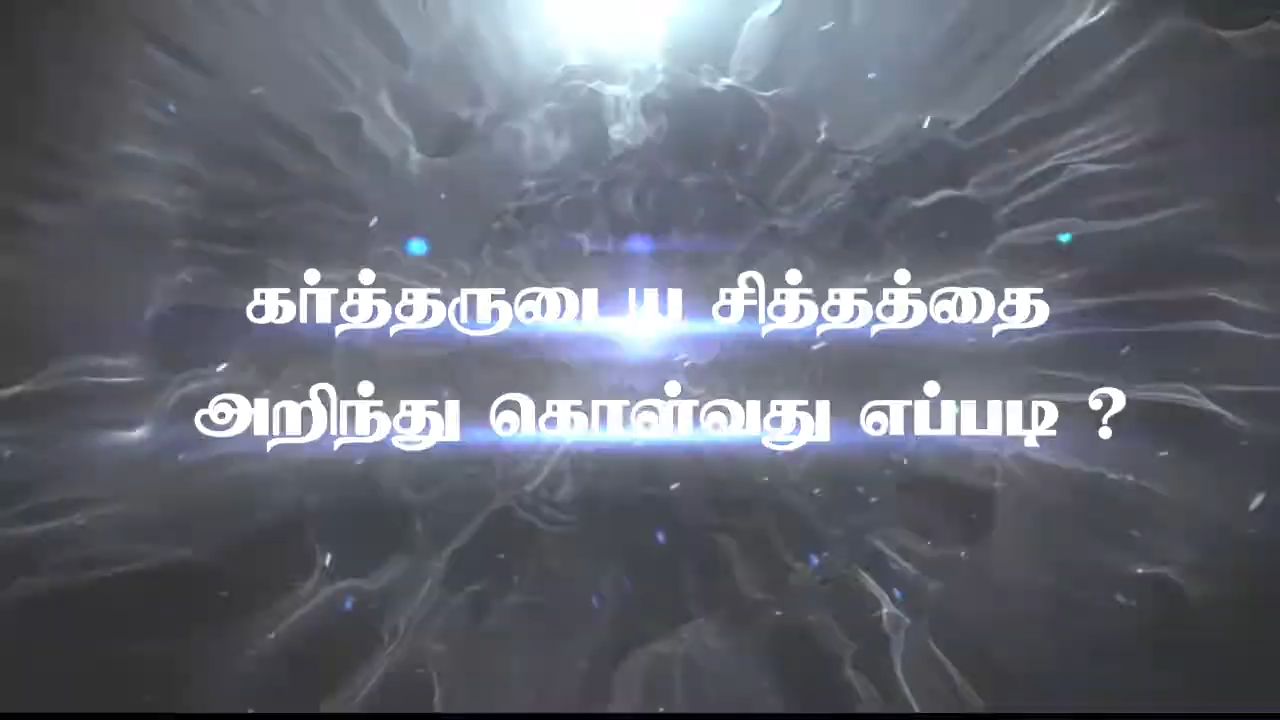 கர்த்தருடைய சித்தத்தை
அறிந்து கொள்வது எப்படி ?